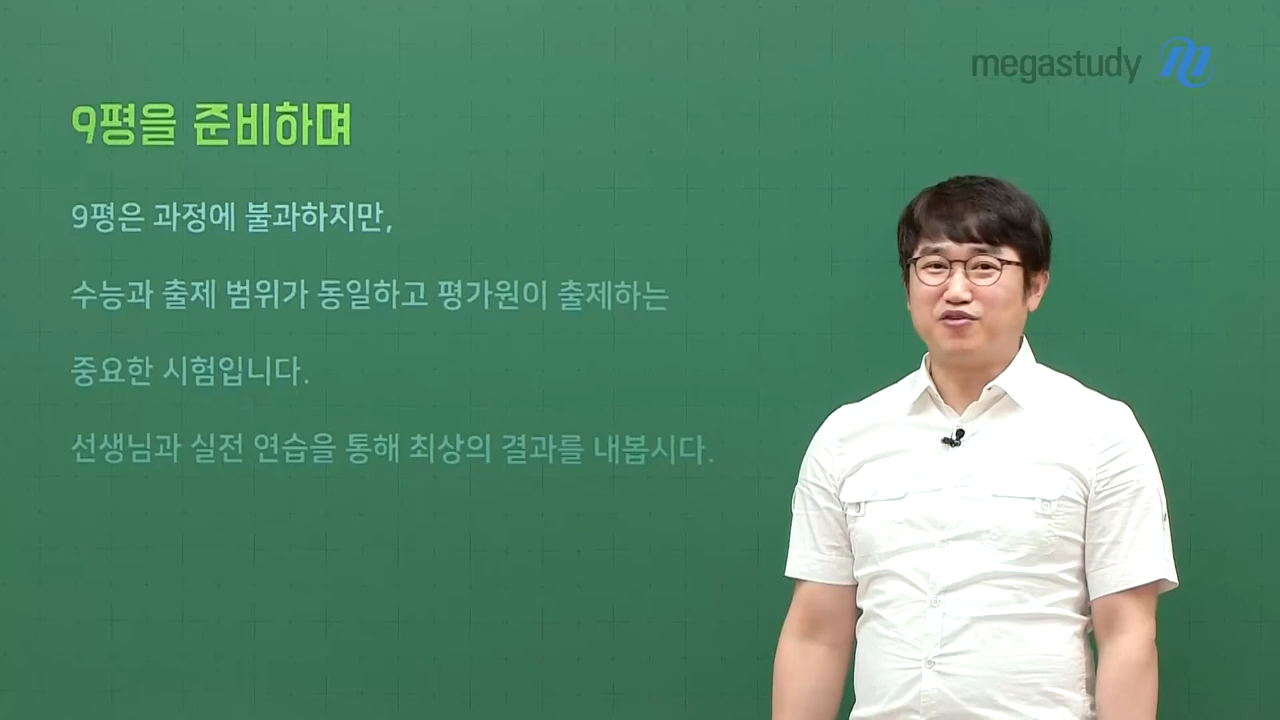 megastudy
9평을 준비하며
9평은 과정에 불과하지만,
수능과 출제 범위가 동일하고 평가원이 출제하는
중요한 시험입니다.
선생님과 실전 연습을 통해 최상의 결과를 내봅시다.